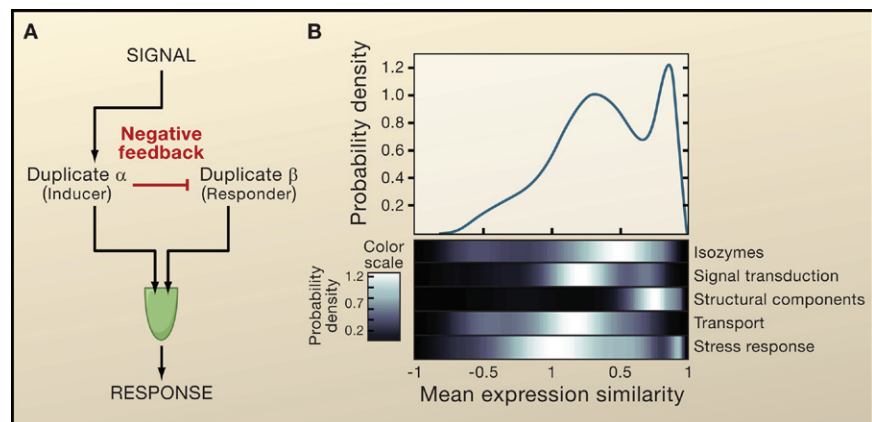 A
SIGNAL
Negative
feedback
Duplicate α
(Inducer)
Duplicate β
(Responder)
RESPONSE
B
Probability density
1.2
1.0
0.8
0.6
0.4
0.2
Color
scale
Probability
density
1.2
0.7
0.2
Isozymes
Signal transduction
Structural components
Transport
Stress response
-1 -0.5 1 0.5 1
Mean expression similarity